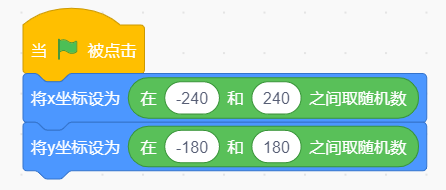 当 被点击
将x坐标设为 在 -240 和 240 之间取随机数
将y坐标设为 在 -180 和 180 之间取随机数